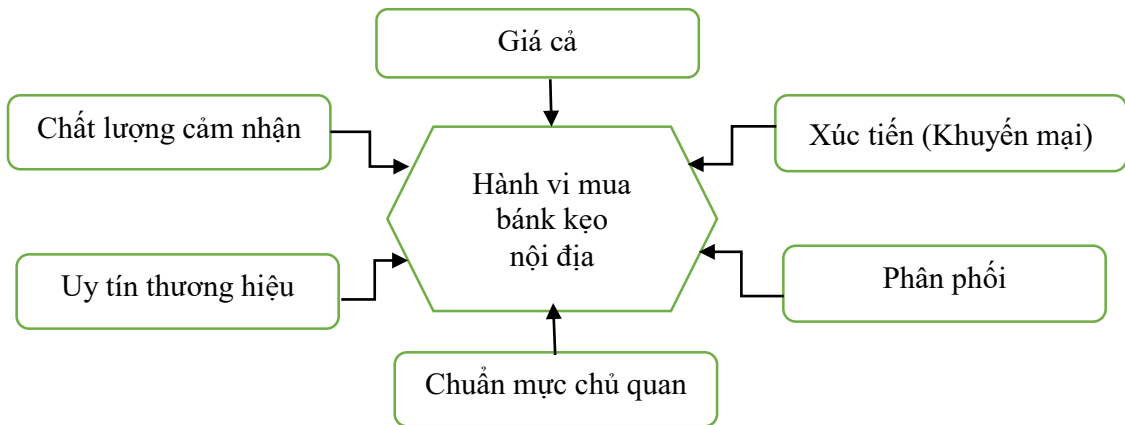 Giá cả
Chất lượng cảm nhận
Xúc tiến (Khuyến mại)
Hành vi mua
bánk kẹo
nội địa
Uy tín thương hiệu
Phân phối
Chuẩn mực chủ quan